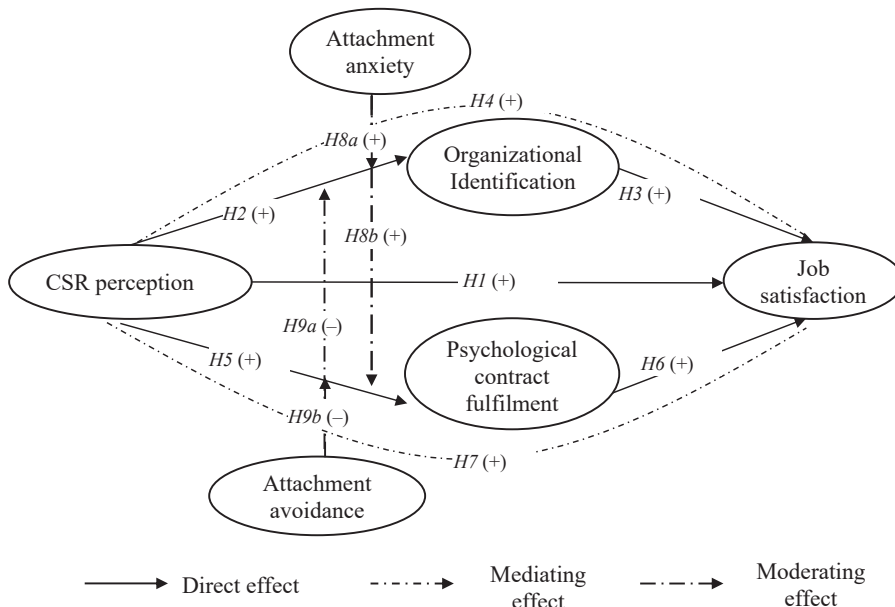 Attachment
anxiety
H4 (+)
H8a (+)
Organizational
Identification
H2 (+)
H3 (+)
H8b (+)
CSR perception
H1 (+)
Job
satisfaction
H9a (–)
H5 (+)
Psychological
contract
fulfilment
H6 (+)
H9b (–)
H7 (+)
Attachment
avoidance
Direct effect
Mediating
effect
Moderating
effect